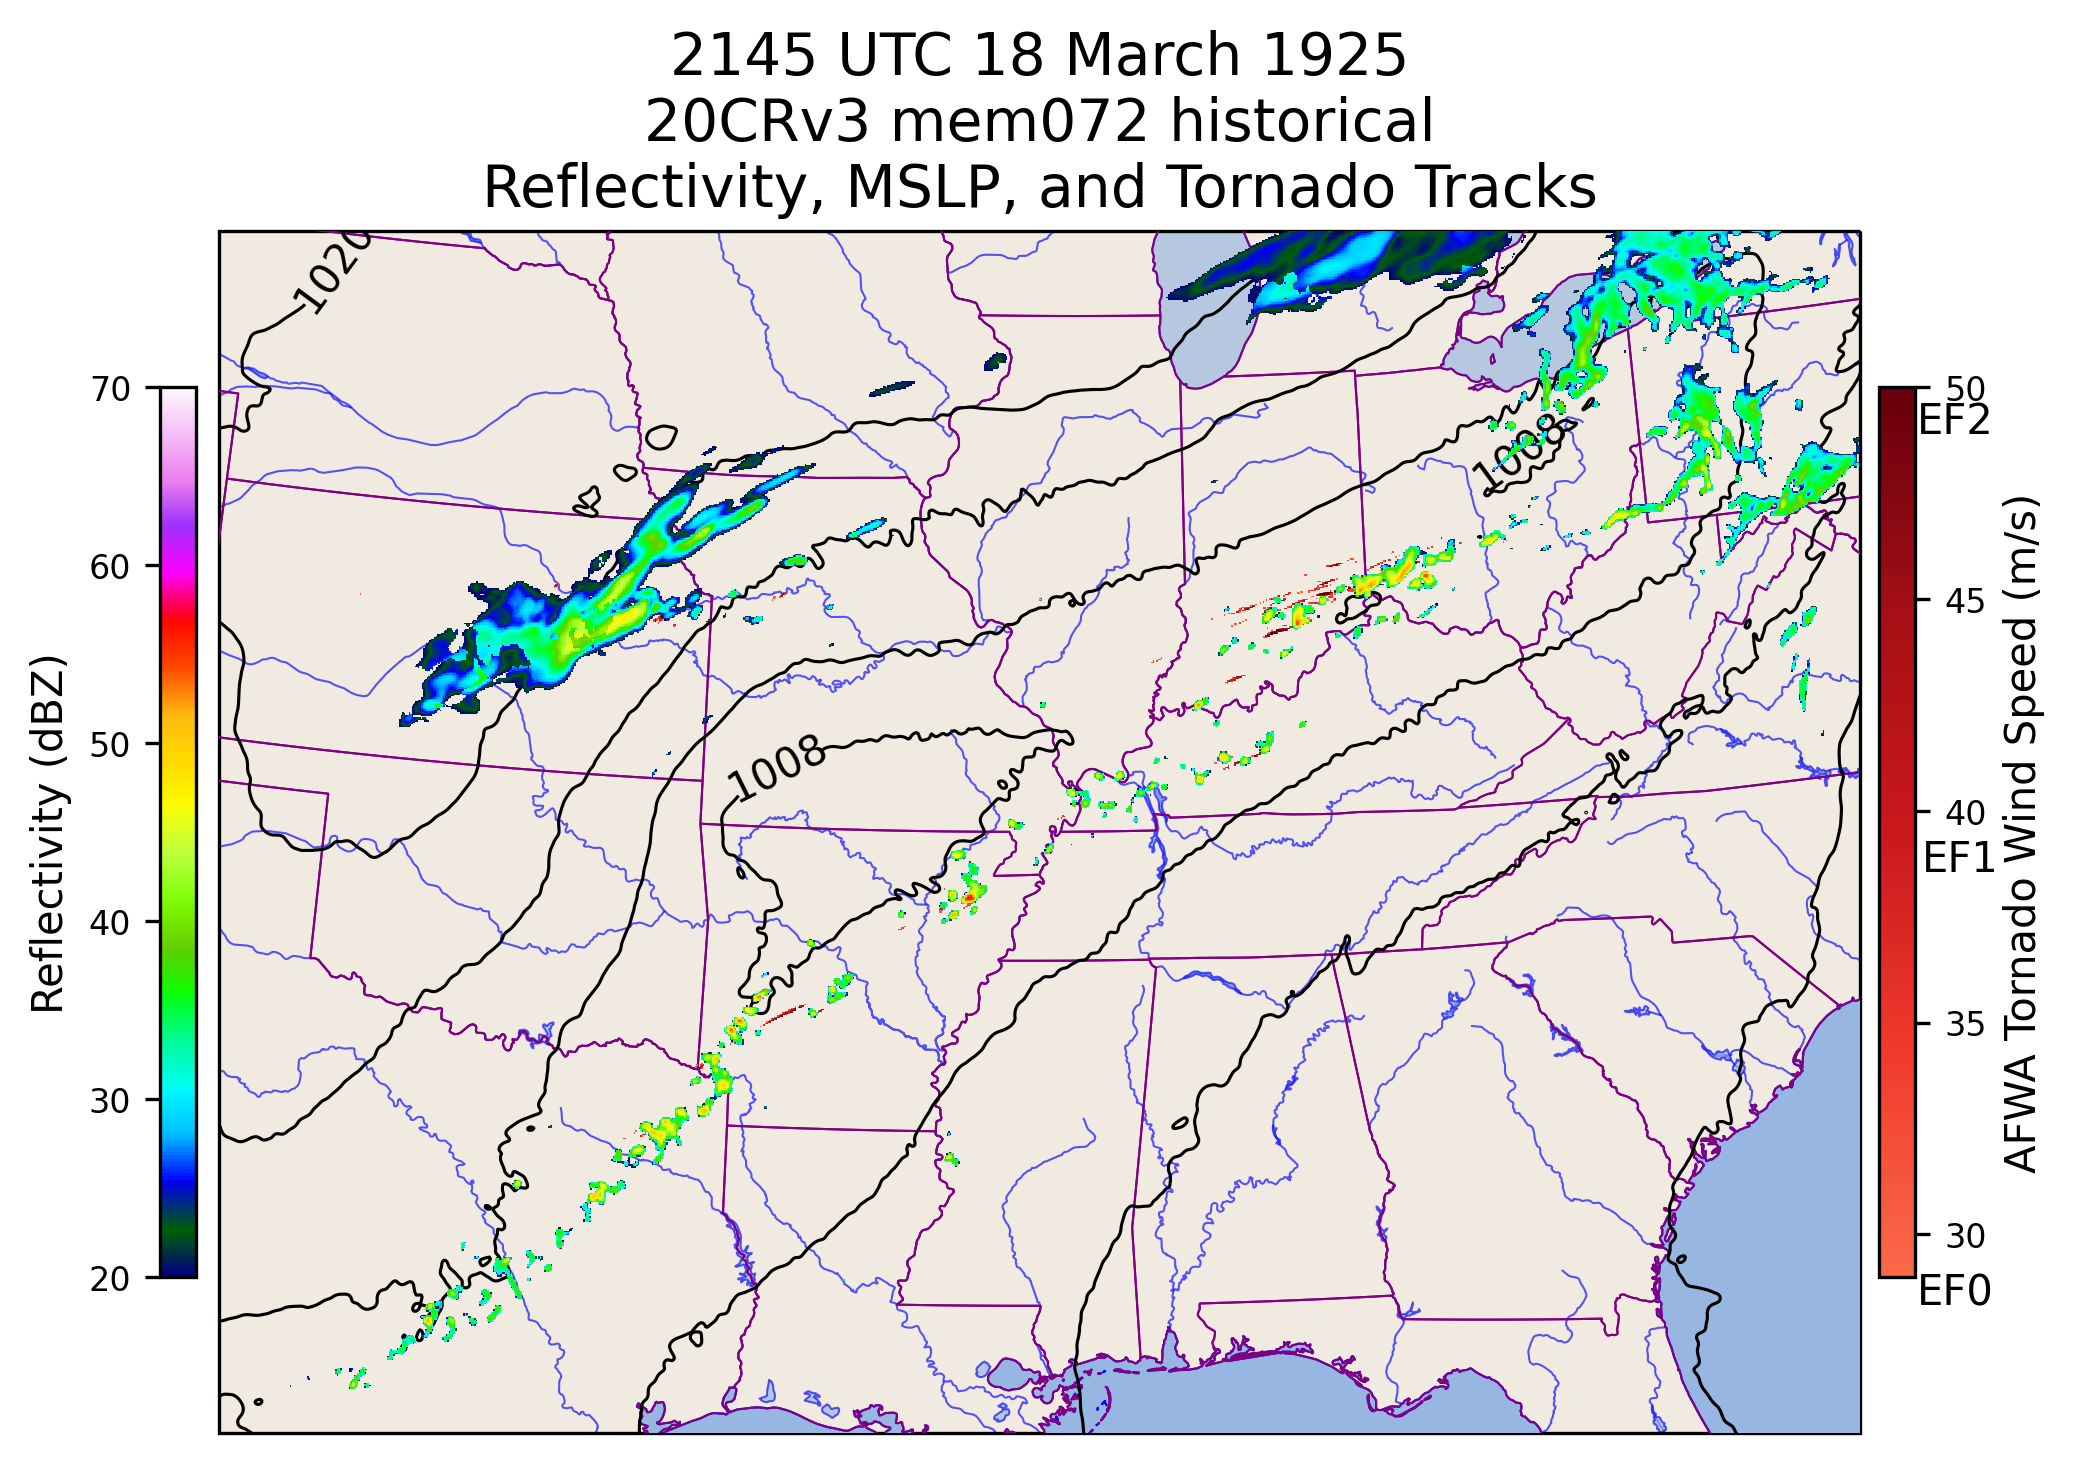 2145 UTC 18 March 1925
20CRv3 mem072 historical
Reflectivity, MSLP, and Tornado Tracks
1020
1008
1008
70
60
50
40
30
20
Reflectivity (dBZ)
50
EF2
45
40
EF1
35
30
EF0
AFWA Tornado Wind Speed (m/s)